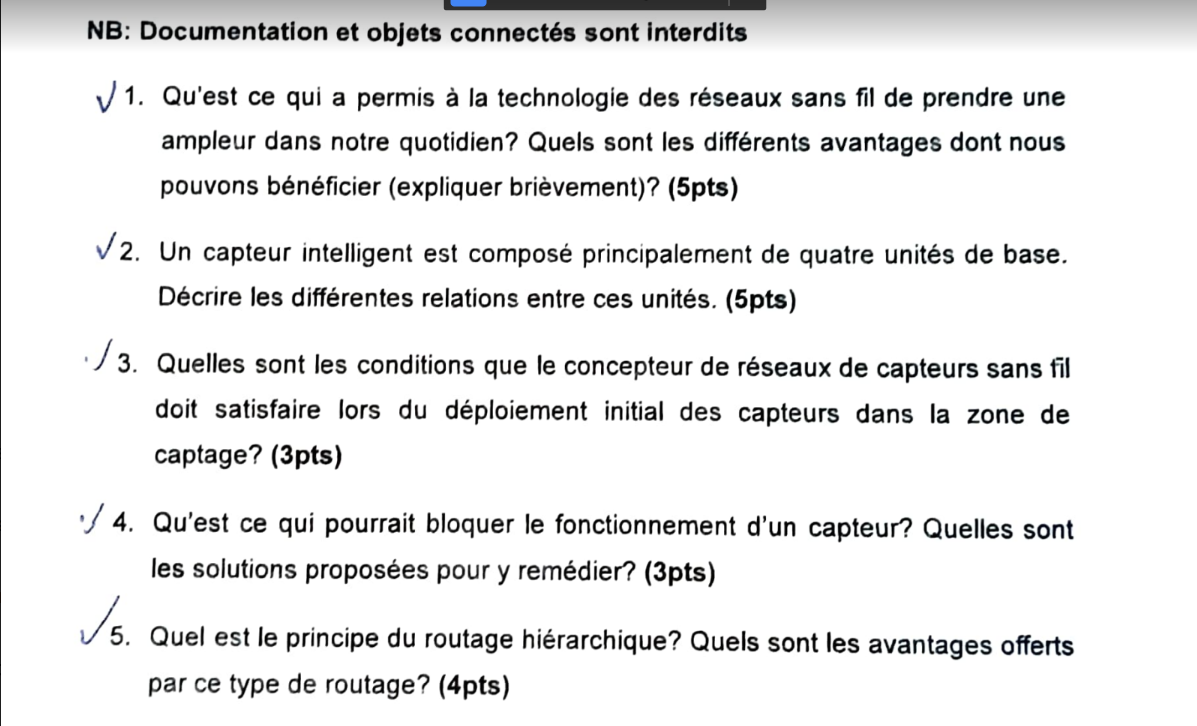 NB: Documentation et objets connectés sont interdits
1. Qu'est ce qui a permis à la technologie des réseaux sans fil de prendre une
ampleur dans notre quotidien? Quels sont les différents avantages dont nous
pouvons bénéficier (expliquer brièvement)? (5pts)
2. Un capteur intelligent est composé principalement de quatre unités de base.
Décrire les différentes relations entre ces unités. (5pts)
3. Quelles sont les conditions que le concepteur de réseaux de capteurs sans fil
doit satisfaire lors du déploiement initial des capteurs dans la zone de
captage? (3pts)
4. Qu'est ce qui pourrait bloquer le fonctionnement d'un capteur? Quelles sont
les solutions proposées pour y remédier? (3pts)
5. Quel est le principe du routage hiérarchique? Quels sont les avantages offerts
par ce type de routage? (4pts)